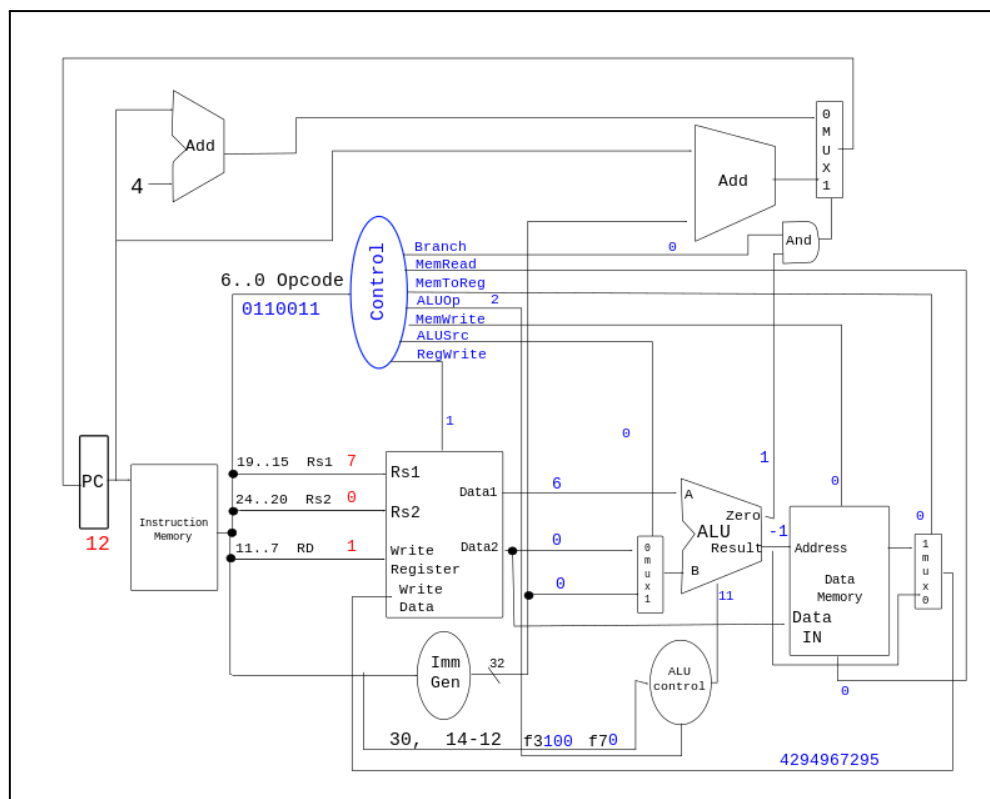 Add
4
0
M
U
X
1
Add
And
Control
Branch 0
MemRead
MemToReg
ALUOp 2
MemWrite
ALUSrc
RegWrite
6..0 Opcode
0110011
1
0
1
0
0
PC
12
Instruction
Memory
19..15 Rs1 7
24..20 Rs2 0
11..7 RD 1
Rs1
Rs2
Write
Register
Write
Data
Data1
Data2
6
0
0
0
m
u
x
1
A
B
ALU
Zero
Result
-1
11
Address
Data
Memory
Data
IN
0
1
m
u
x
0
Imm
Gen
32
ALU
control
30, 14-12 f3100 f70
4294967295